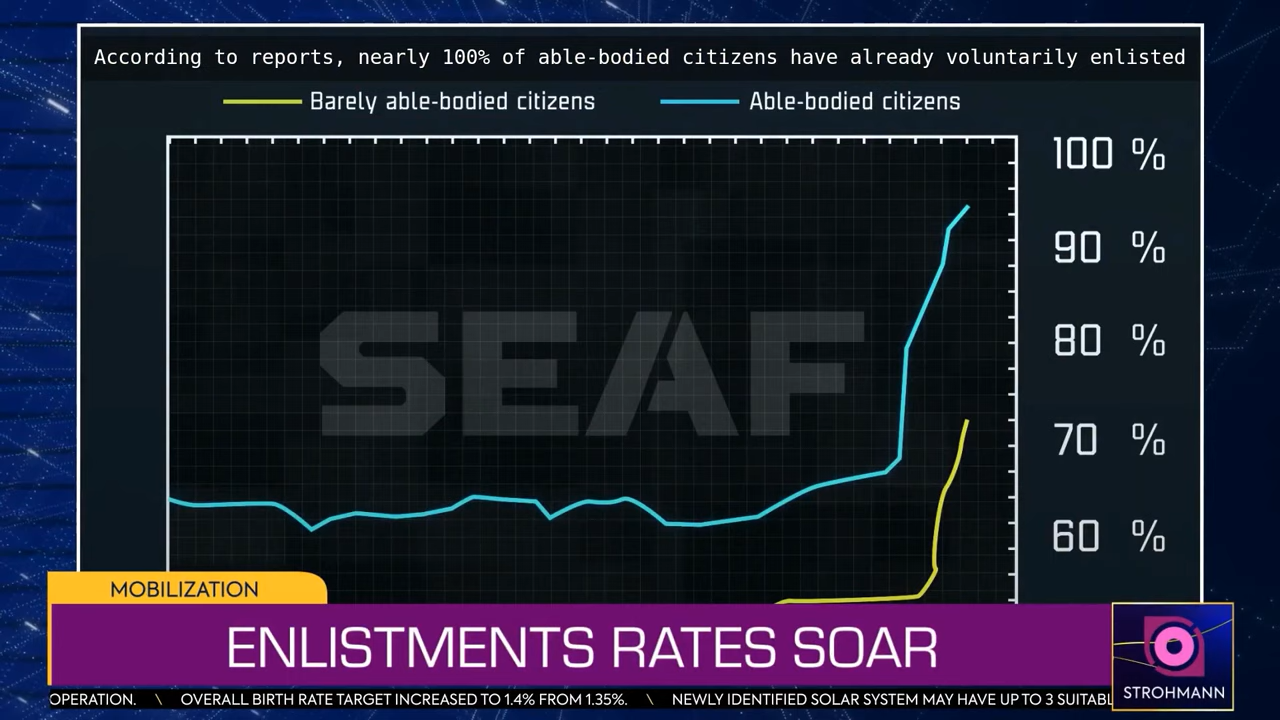 According to reports, nearly 100% of able-bodied citizens have already voluntarily enlisted
Barely able-bodied citizens
Able-bodied citizens
100 %
90 %
80 %
SEAF
70 %
60 %
MOBILIZATION
ENLISTMENTS RATES SOAR
STROHMANN
OPERATION. \ OVERALL BIRTH RATE TARGET INCREASED TO 1.4% FROM 1.35%. \ NEWLY IDENTIFIED SOLAR SYSTEM MAY HAVE UP TO 3